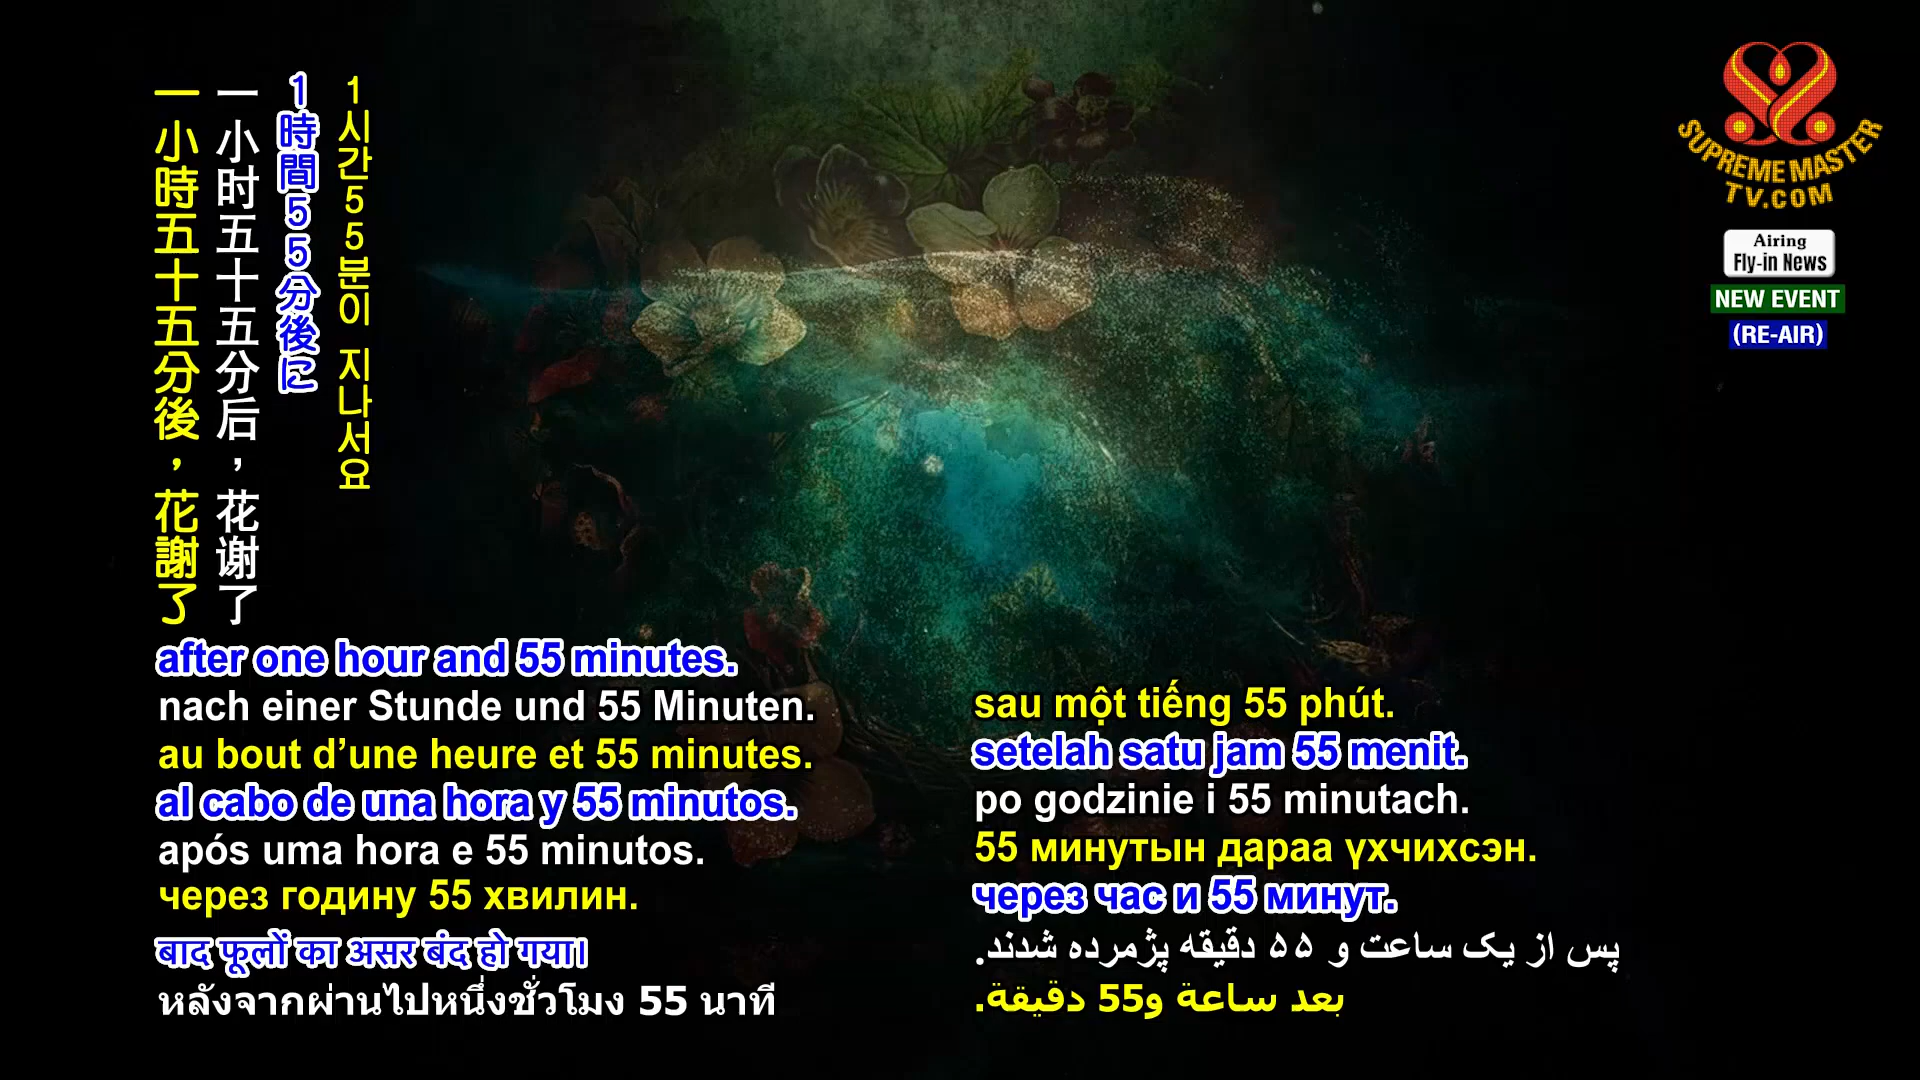 一小時五十五分後，花謝了
一小时五十五分后，花谢了
1時間55分後に
1시간55분이 지나서요
after one hour and 55 minutes.
nach einer Stunde und 55 Minuten.
au bout d’une heure et 55 minutes.
al cabo de una hora y 55 minutos.
após uma hora e 55 minutos.
через годину 55 хвилин.
बाद फूलों का असर बंद हो गया।
หลังจากผ่านไปหนึ่งชั่วโมง 55 นาที
sau một tiếng 55 phút.
setelah satu jam 55 menit.
po godzinie i 55 minutach.
55 минутын дараа үхчихсэн.
через час и 55 минут.
پس از یک ساعت و ۵۵ دقیقه پژمرده شدند.
بعد ساعة و55 دقيقة.
SUPREME MASTER
TV.COM
Airing
Fly-in News
NEW EVENT
(RE-AIR)